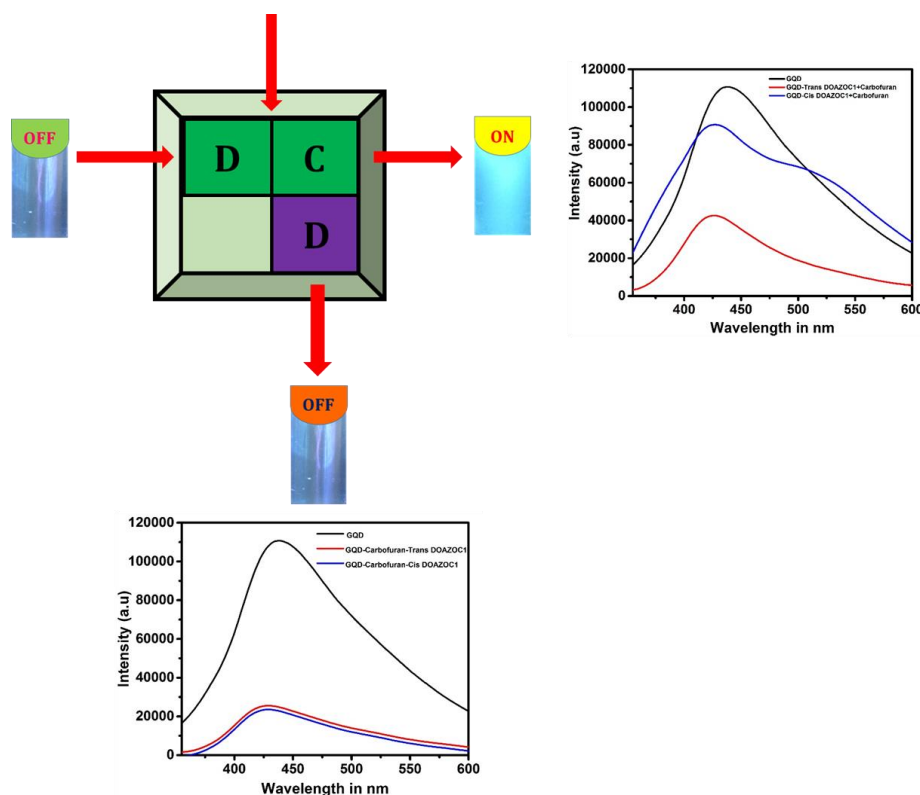 OFF
D
C
ON
D
OFF
120000
100000
80000
60000
40000
20000
0
Intensity (a.u)
GQD
GQD-Trans DOAZOC1+Carbofuran
GQD-Cis DOAZOC1+Carbofuran
400
450
500
550
600
Wavelength in nm
120000
100000
80000
60000
40000
20000
0
Intensity (a.u)
GQD
GQD-Carbofuran-Trans DOAZOC1
GQD-Carbofuran-Cis DOAZOC1
400
450
500
550
600
Wavelength in nm